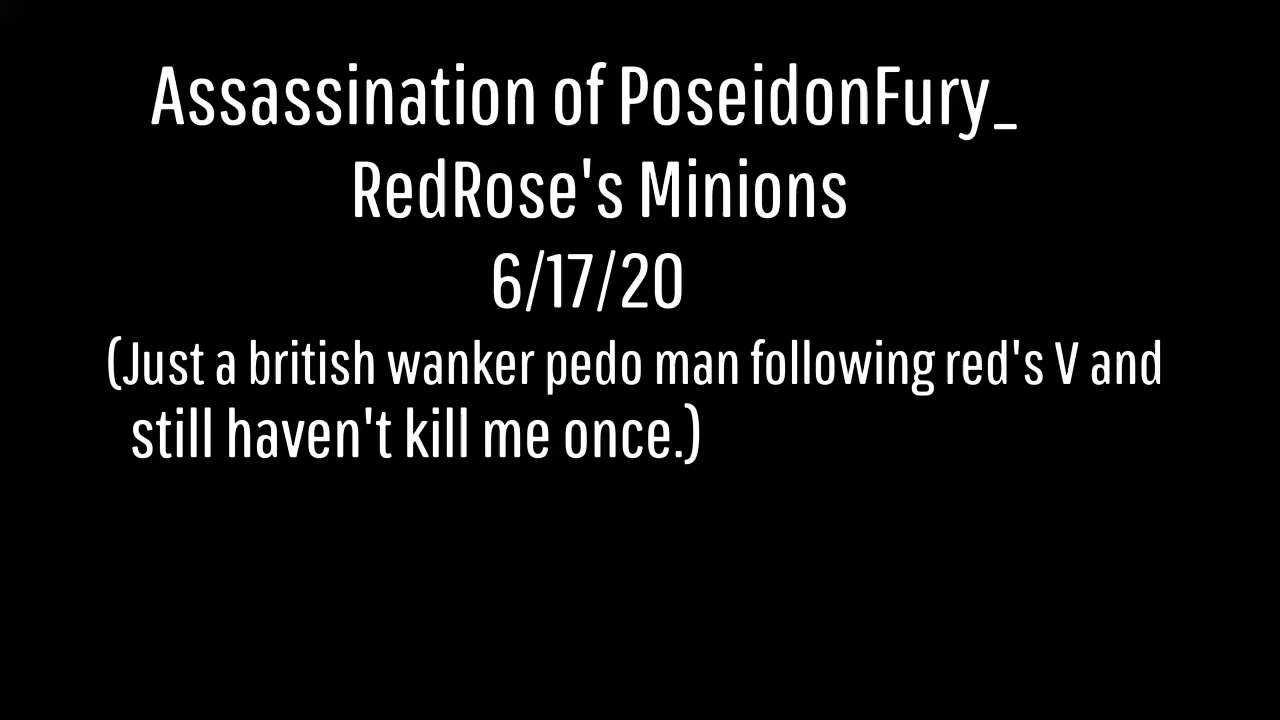 Assassination of PoseidonFury_
RedRose's Minions
6/17/20
(Just a british wanker pedo man following red's V and
still haven't kill me once.)